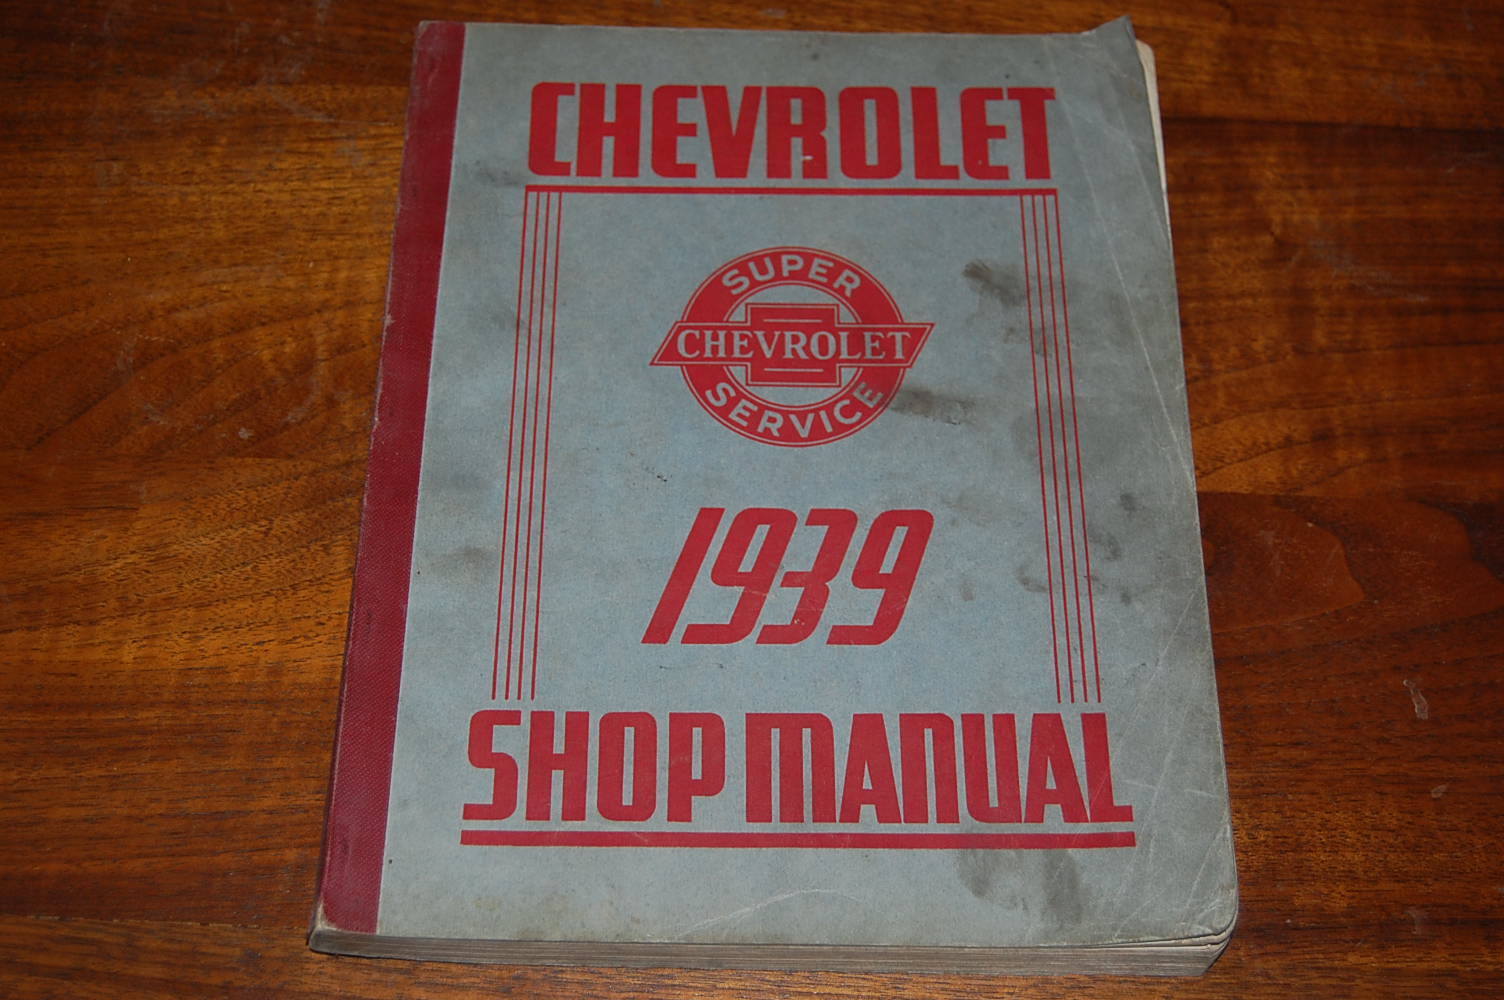 CHEVROLET
SUPER
CHEVROLET
SERVICE
1939
SHOP MANUAL